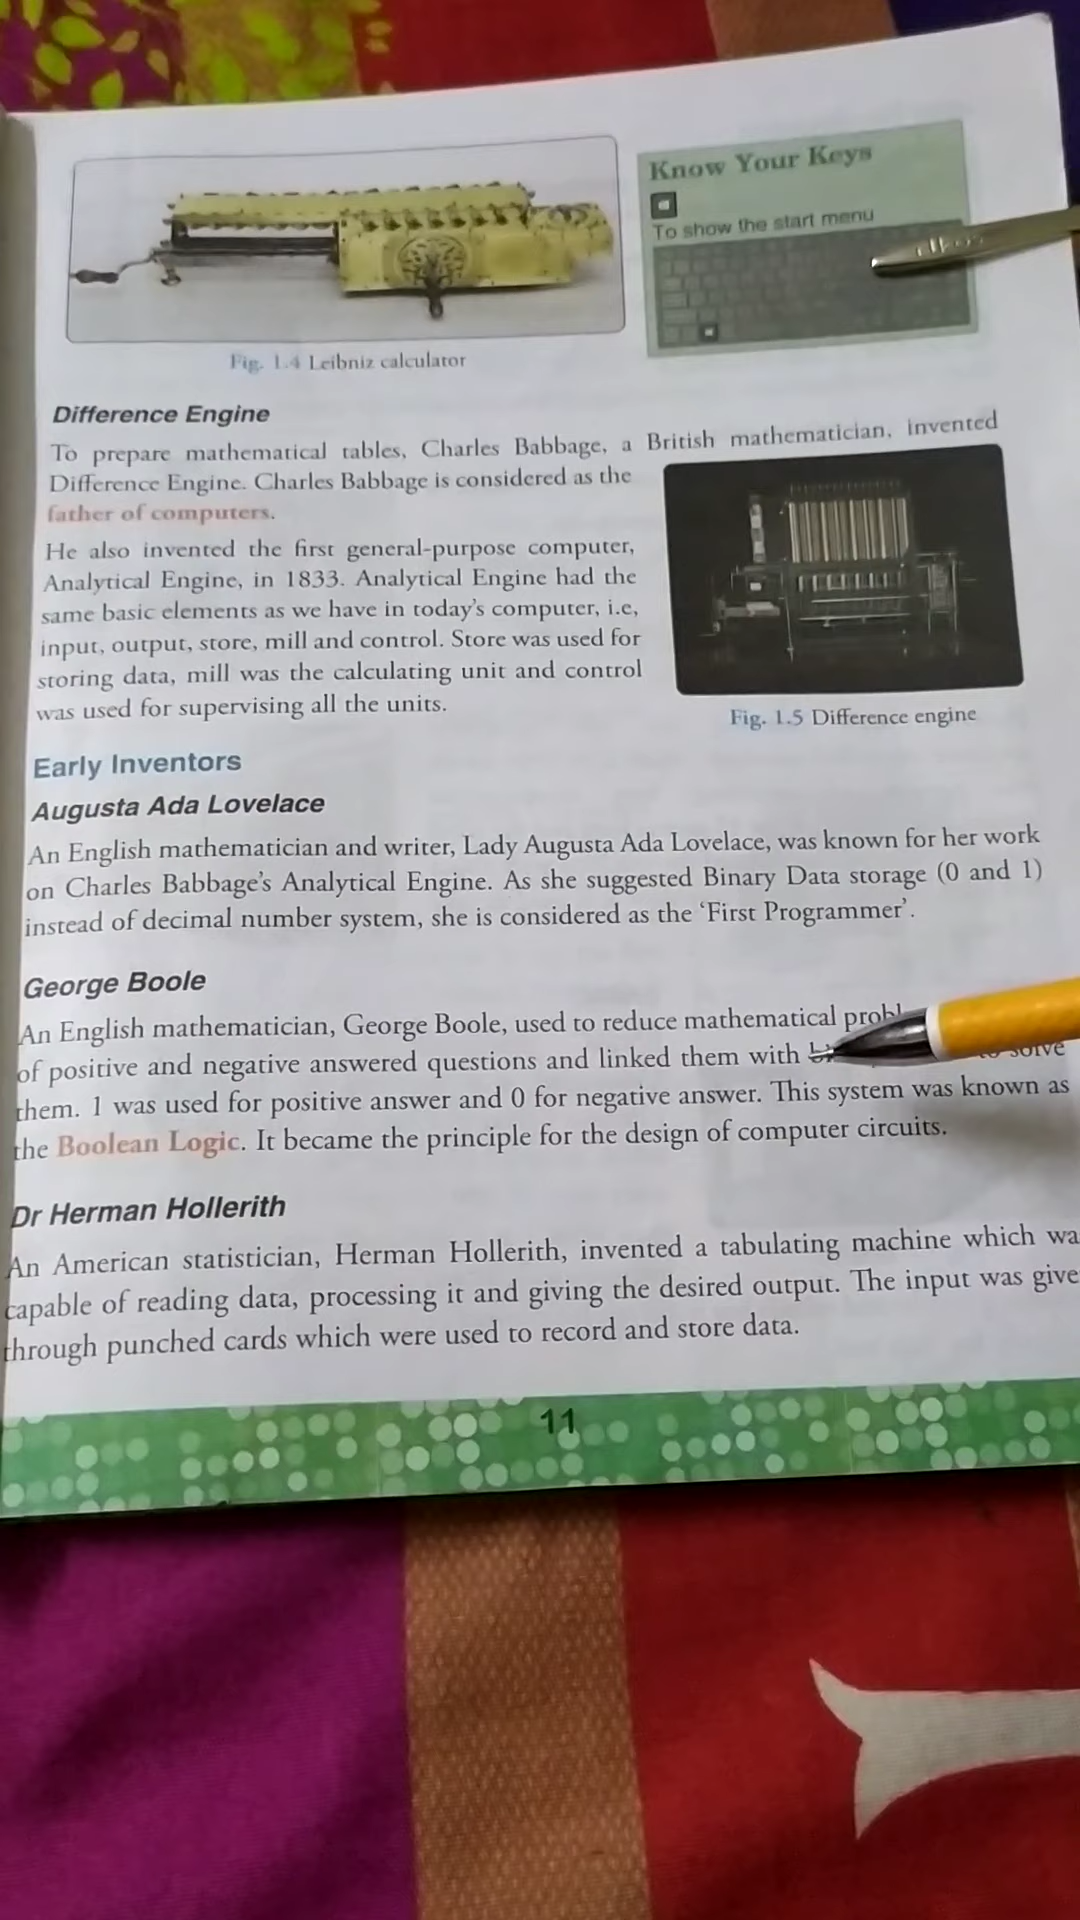 Know Your Keys
To show the start menu
Fig. 1.4 Leibniz calculator
Difference Engine
To prepare mathematical tables, Charles Babbage, a British mathematician, invented
Difference Engine. Charles Babbage is considered as the
father of computers.
He also invented the first general-purpose computer,
Analytical Engine, in 1833. Analytical Engine had the
same basic elements as we have in today's computer, i.e,
input, output, store, mill and control. Store was used for
storing data, mill was the calculating unit and control
was used for supervising all the units.
Fig. 1.5 Difference engine
Early Inventors
Augusta Ada Lovelace
An English mathematician and writer, Lady Augusta Ada Lovelace, was known for her work
on Charles Babbage's Analytical Engine. As she suggested Binary Data storage (0 and 1)
instead of decimal number system, she is considered as the 'First Programmer'.
George Boole
An English mathematician, George Boole, used to reduce mathematical
of positive and negative answered questions and linked them with to solve
them. 1 was used for positive answer and 0 for negative answer. This system was known as
the Boolean Logic. It became the principle for the design of computer circuits.
Dr Herman Hollerith
An American statistician, Herman Hollerith, invented a tabulating machine which wa
capable of reading data, processing it and giving the desired output. The input was give
through punched cards which were used to record and store data.
11